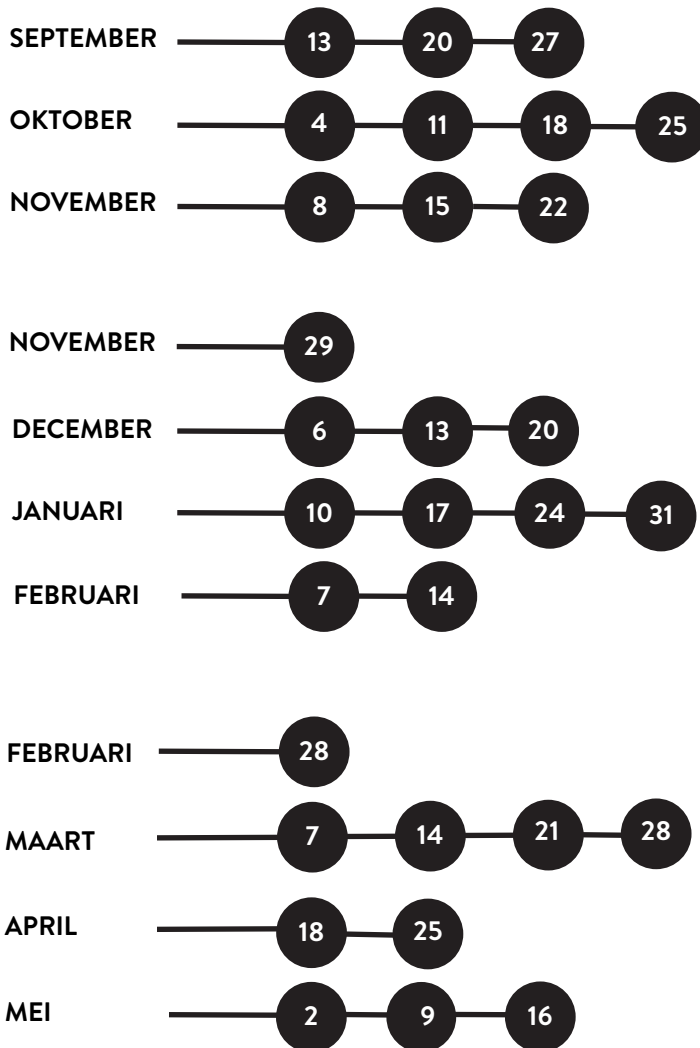 SEPTEMBER 13 20 27
OKTOBER 4 11 18 25
NOVEMBER 8 15 22
NOVEMBER 29
DECEMBER 6 13 20
JANUARI 10 17 24 31
FEBRUARI 7 14
FEBRUARI 28
MAART 7 14 21 28
APRIL 18 25
MEI 2 9 16